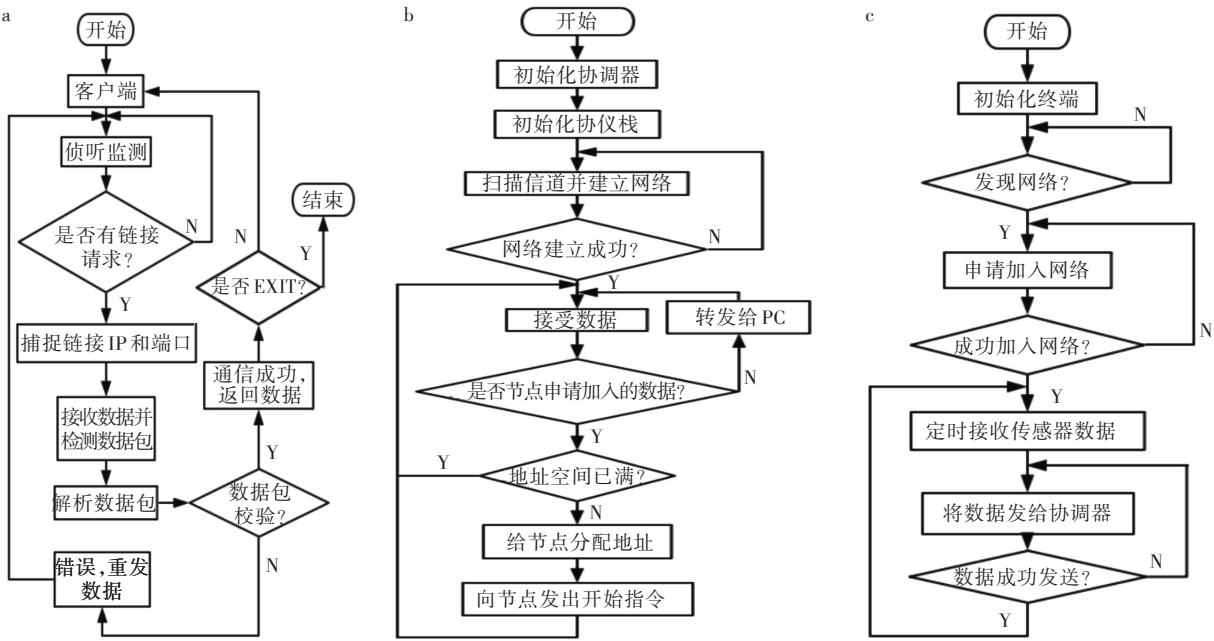 a
开始
客户端
侦听监测
是否有链接
请求?
N
Y
捕捉链接IP和端口
接收数据并
检测数据包
解析数据包
数据包
校验?
N
错误,重发
数据
Y
通信成功,
返回数据
是否EXIT?
N
Y
结束
b
开始
初始化协调器
初始化协仪栈
扫描信道并建立网络
网络建立成功?
N
Y
接受数据
转发给PC
是否节点申请加入的数据?
N
Y
地址空间已满?
Y
N
给节点分配地址
向节点发出开始指令
c
开始
初始化终端
N
发现网络?
Y
申请加入网络
成功加入网络?
N
Y
定时接收传感器数据
将数据发给协调器
数据成功发送?
N
Y